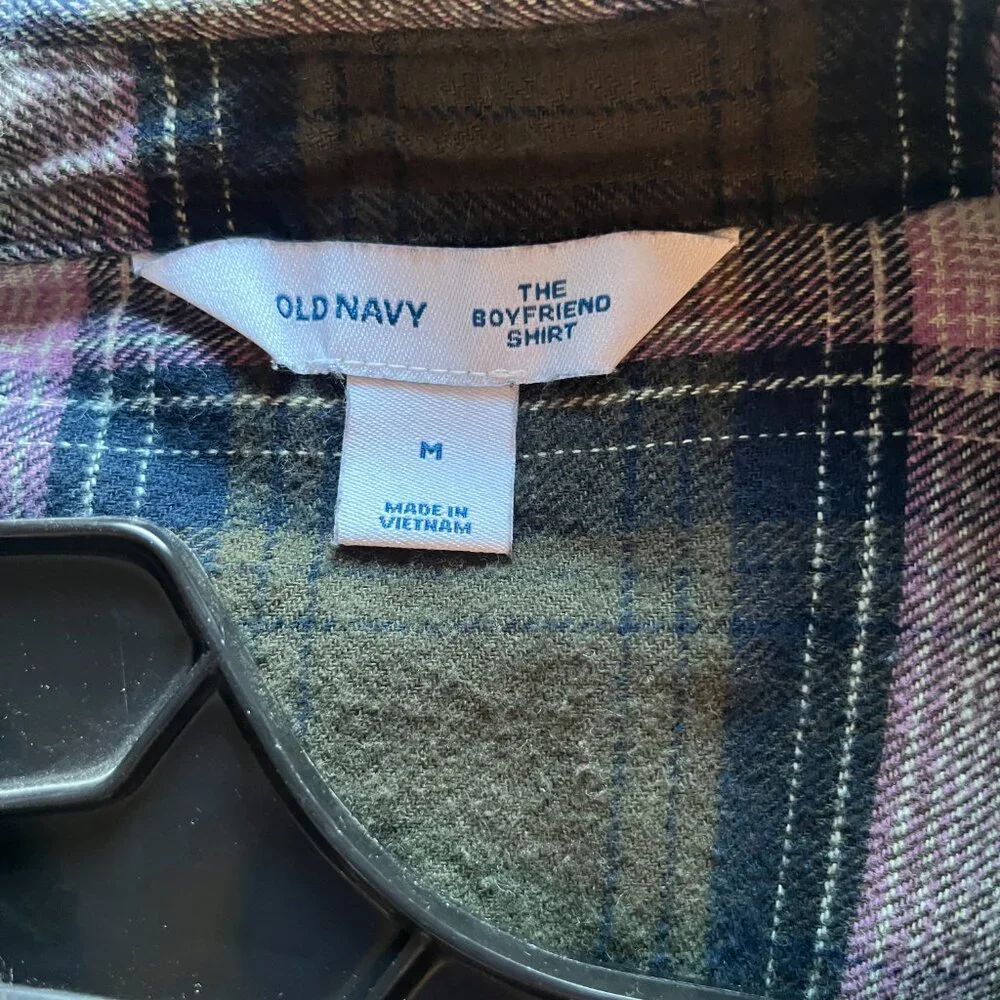 OLD NAVY
THE
BOYFRIEND
SHIRT
M
MADE IN
VIETNAM